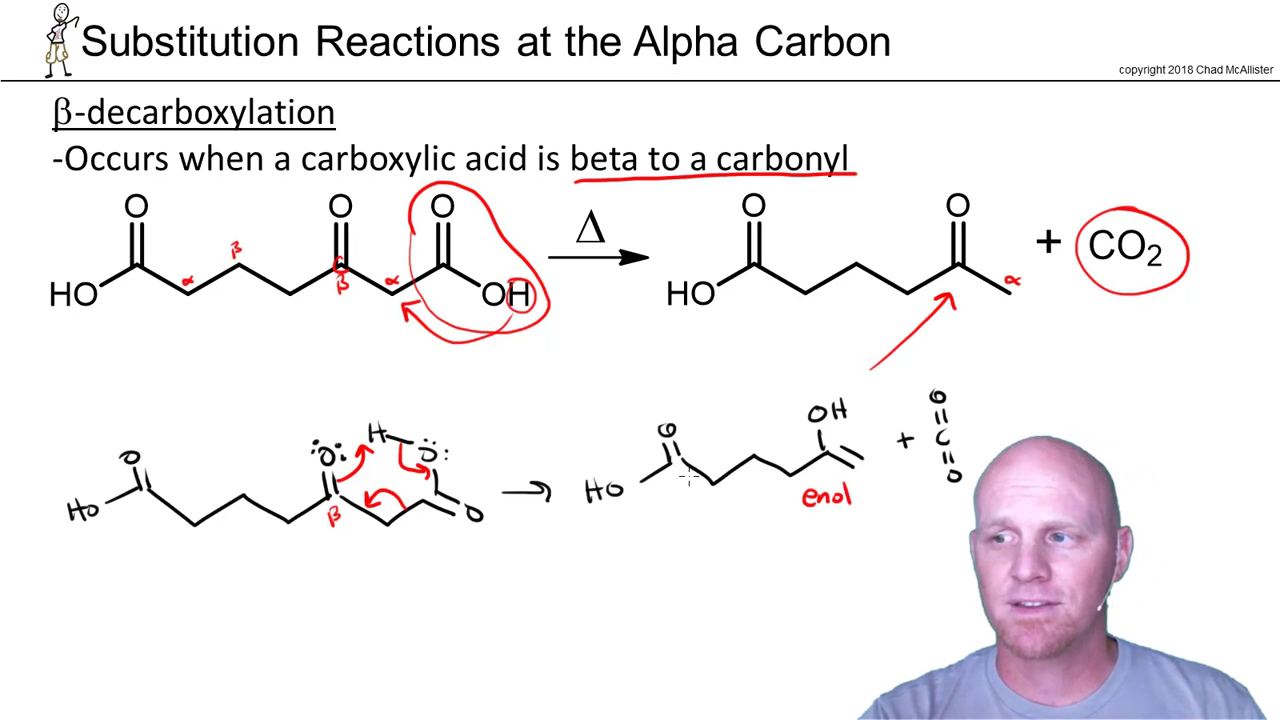 Substitution Reactions at the Alpha Carbon
copyright 2018 Chad McAllister
β-decarboxylation
-Occurs when a carboxylic acid is beta to a carbonyl
O O O Δ O O
β + CO₂
HO α β α OH HO α
O H O: :O: O OH + O=C=O
HO β O HO enol